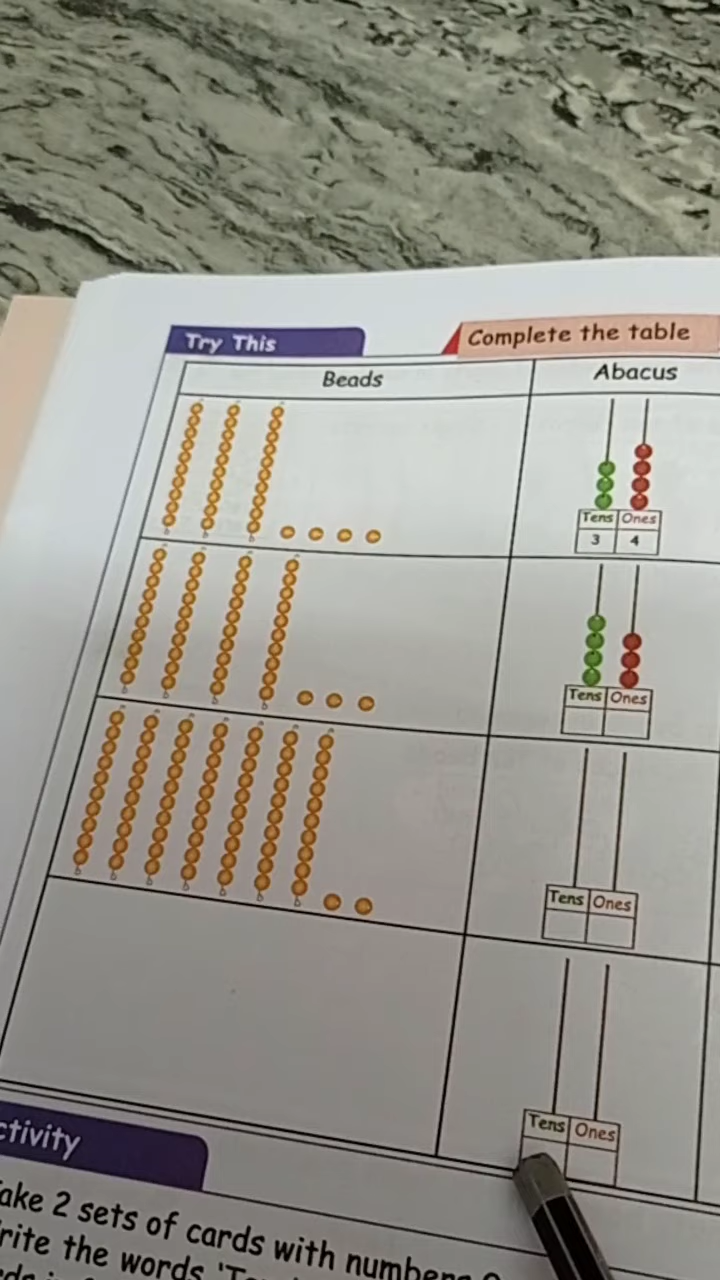 Try This
Complete the table
Beads
Abacus
Tens Ones
3 4
Tens Ones
Tens Ones
Tens Ones
ake 2 sets of cards with numbers
rite the words